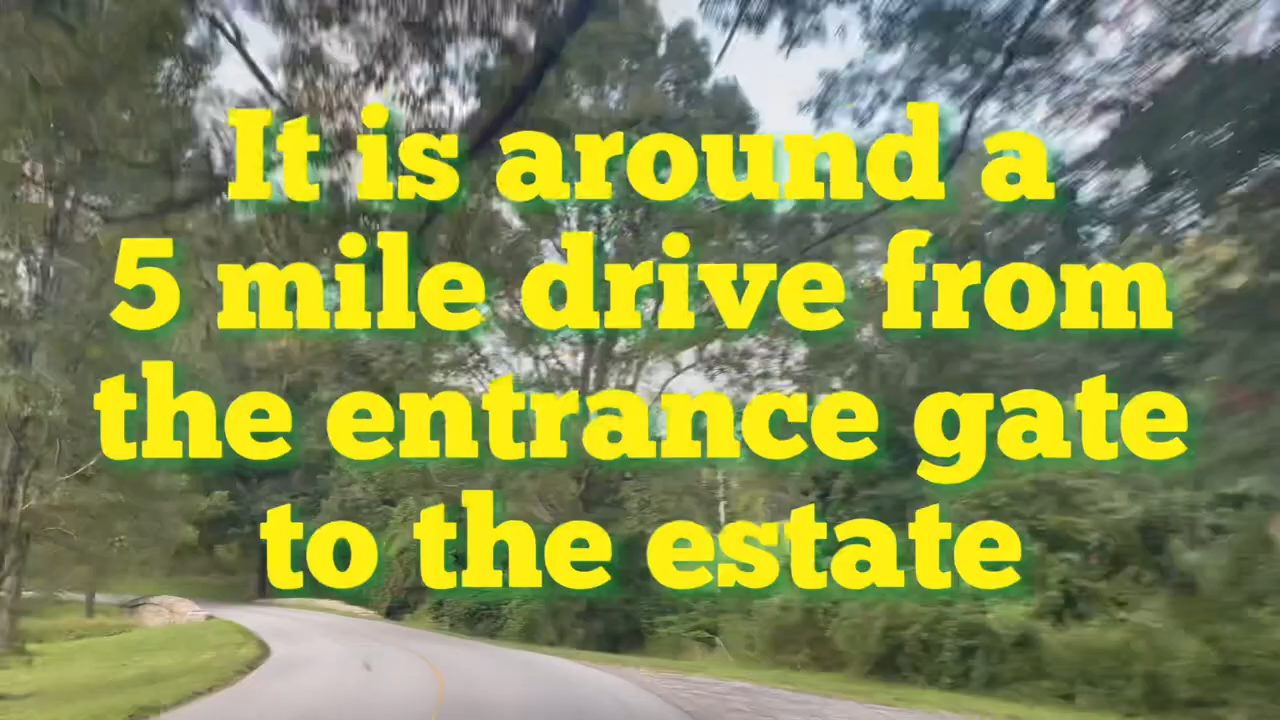 It is around a
5 mile drive from
the entrance gate
to the estate